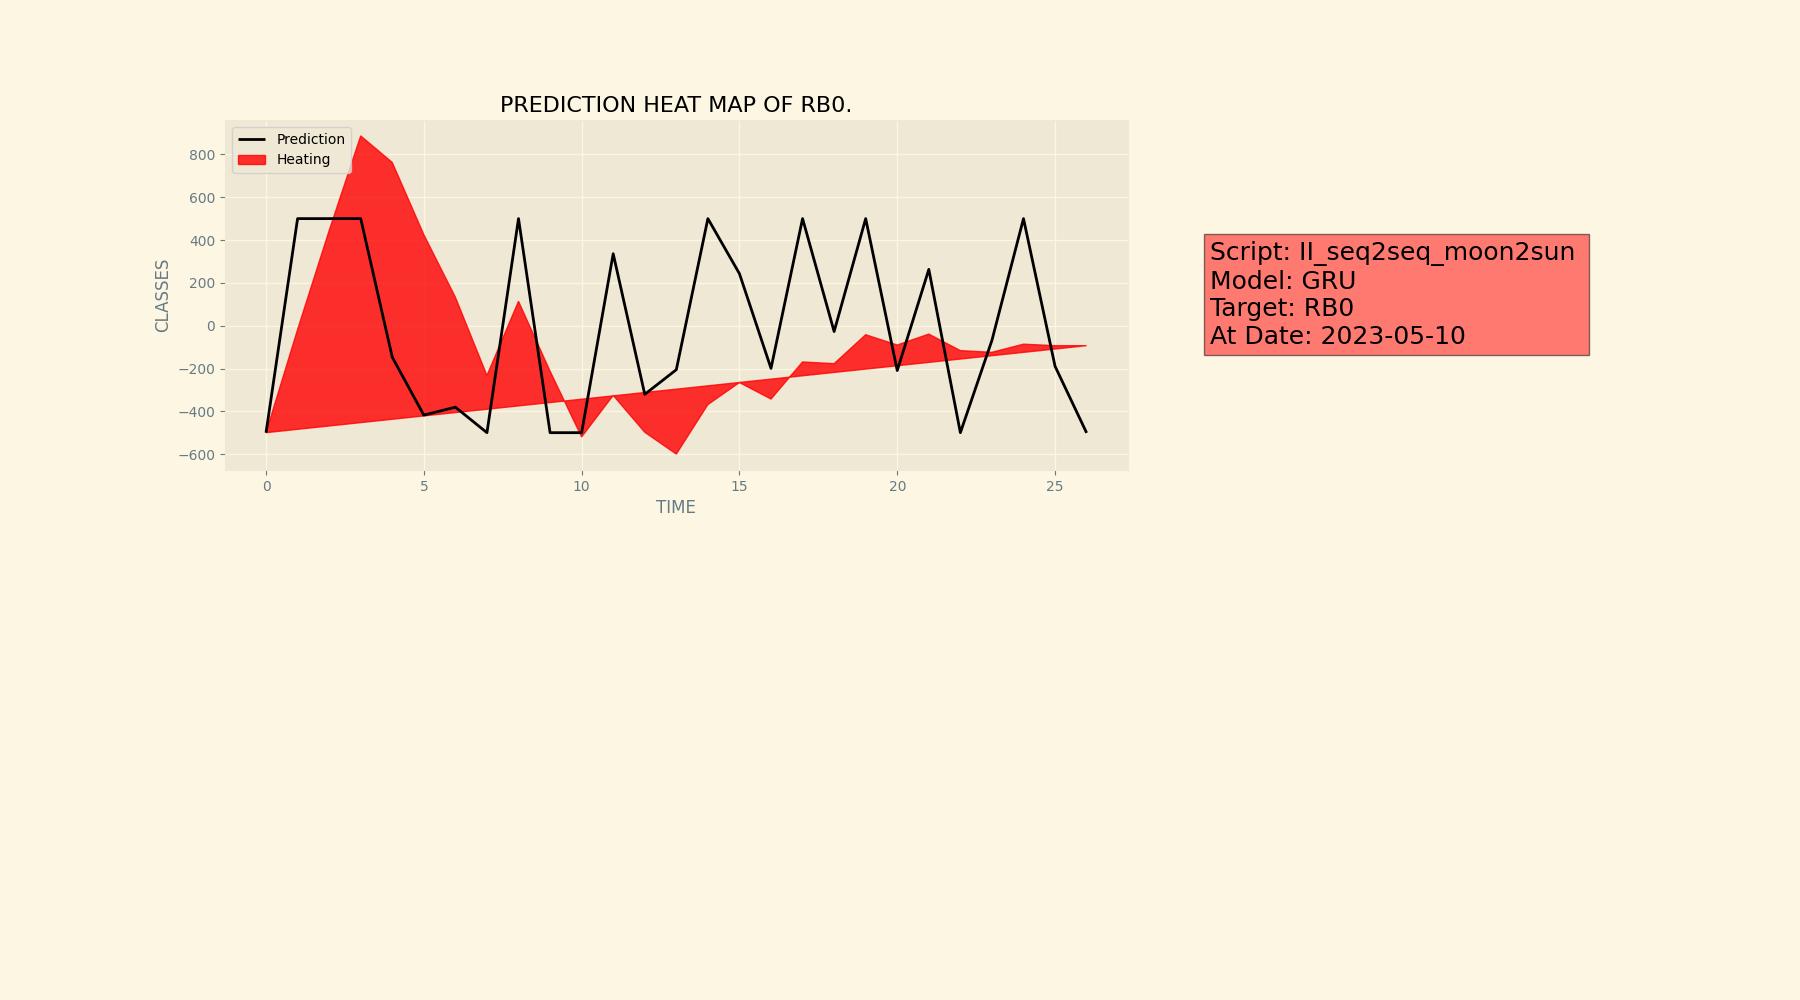 PREDICTION HEAT MAP OF RB0.
Prediction
Heating
800
600
400
200
0
−200
−400
−600
CLASSES
0 5 10 15 20 25
TIME
Script: II_seq2seq_moon2sun
Model: GRU
Target: RB0
At Date: 2023-05-10